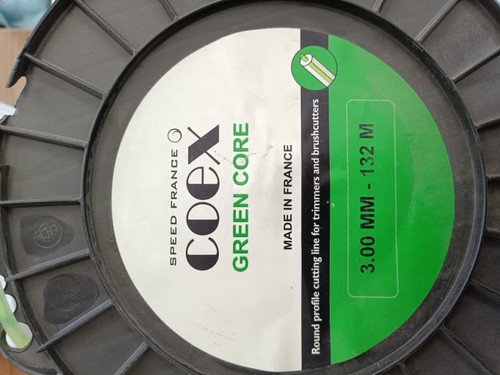 SPEED FRANCE
coex
GREEN CORE
MADE IN FRANCE
Round profile cutting line for trimmers and brushcutters
3.00 MM - 132 M